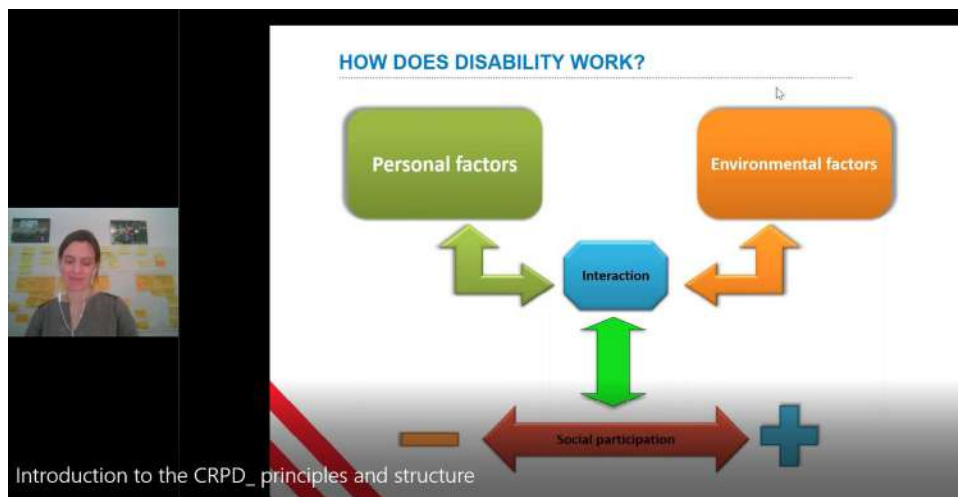 HOW DOES DISABILITY WORK?
Personal factors
Environmental factors
Interaction
Social participation
Introduction to the CRPD_ principles and structure